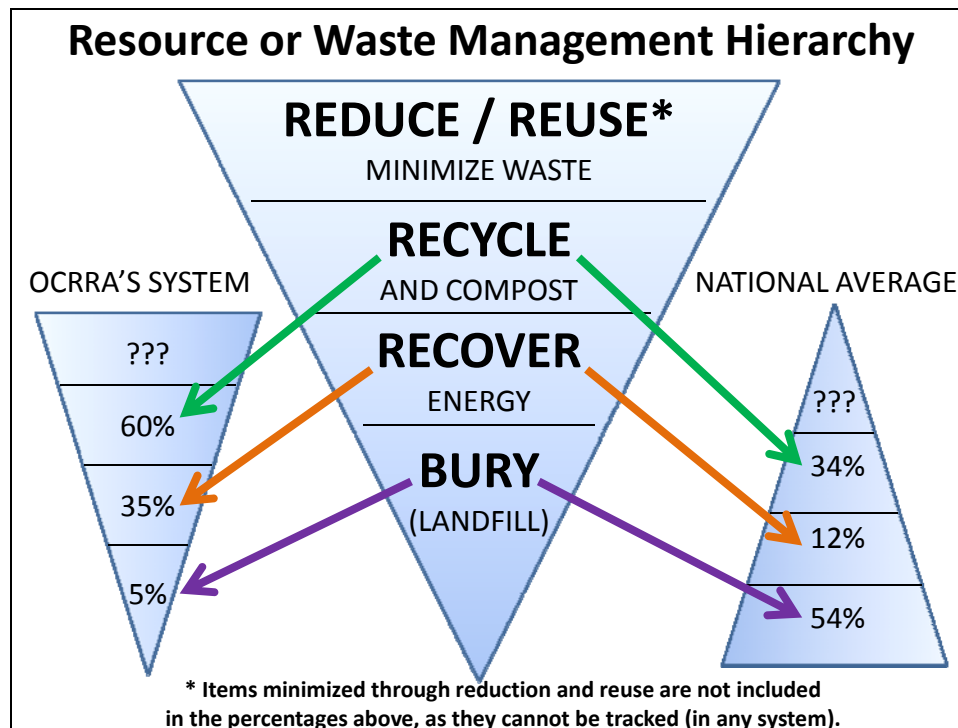 Resource or Waste Management Hierarchy
REDUCE / REUSE*
MINIMIZE WASTE
RECYCLE
AND COMPOST
RECOVER
ENERGY
BURY
(LANDFILL)
OCRRA'S SYSTEM
???
60%
35%
5%
NATIONAL AVERAGE
???
34%
12%
54%
* Items minimized through reduction and reuse are not included
in the percentages above, as they cannot be tracked (in any system).